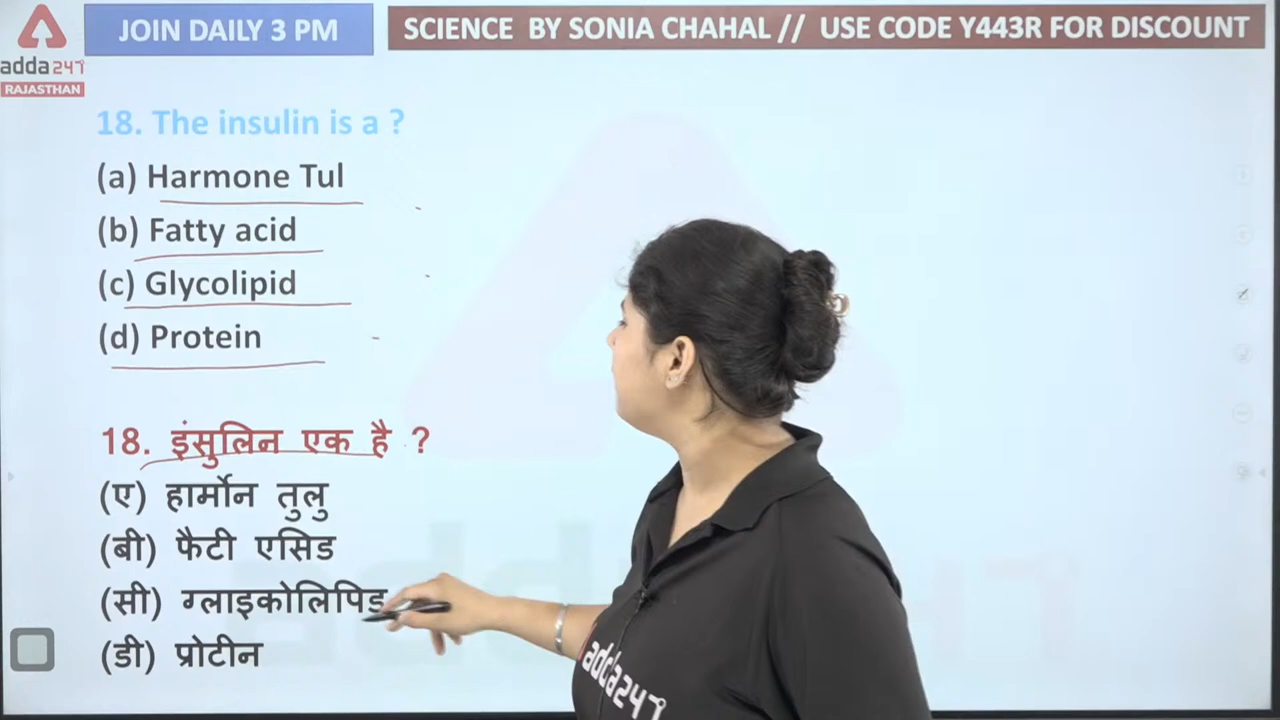 JOIN DAILY 3 PM
SCIENCE BY SONIA CHAHAL // USE CODE Y443R FOR DISCOUNT
adda247
RAJASTHAN
18. The insulin is a ?
(a) Harmone Tul
(b) Fatty acid
(c) Glycolipid
(d) Protein
18. इंसुलिन एक है ?
(ए) हार्मोन तुलु
(बी) फैटी एसिड
(सी) ग्लाइकोलिपिड
(डी) प्रोटीन
adda247